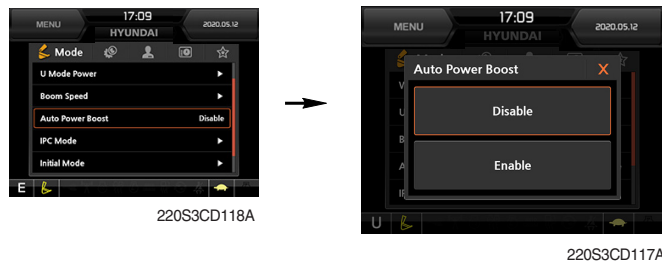 MENU
17:09
2020.05.12
HYUNDAI
Mode
U Mode Power
Boom Speed
Auto Power Boost Disable
IPC Mode
Initial Mode
E
220S3CD118A
MENU
17:09
2020.05.12
HYUNDAI
Auto Power Boost X
Disable
Enable
U
220S3CD117A